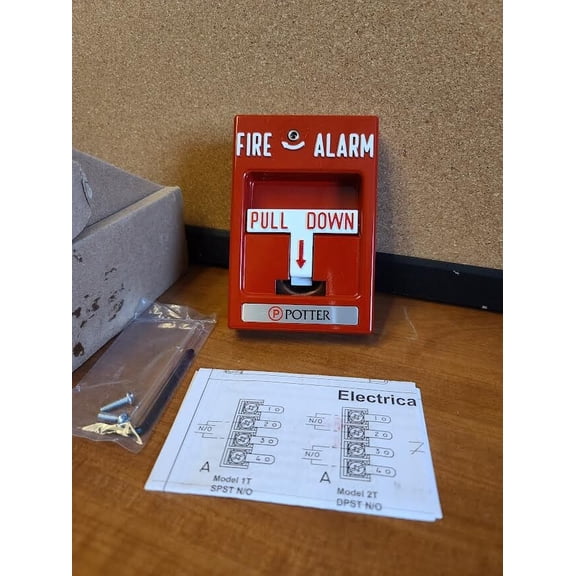 FIRE ALARM
PULL DOWN
P POTTER
Electrica
1 O
2 O
3 O
4 O
N/O
A
Model 1T
SPST N/O
1 O
2 O
3 O
4 O
N/O
N/O
A
Model 2T
DPST N/O
7